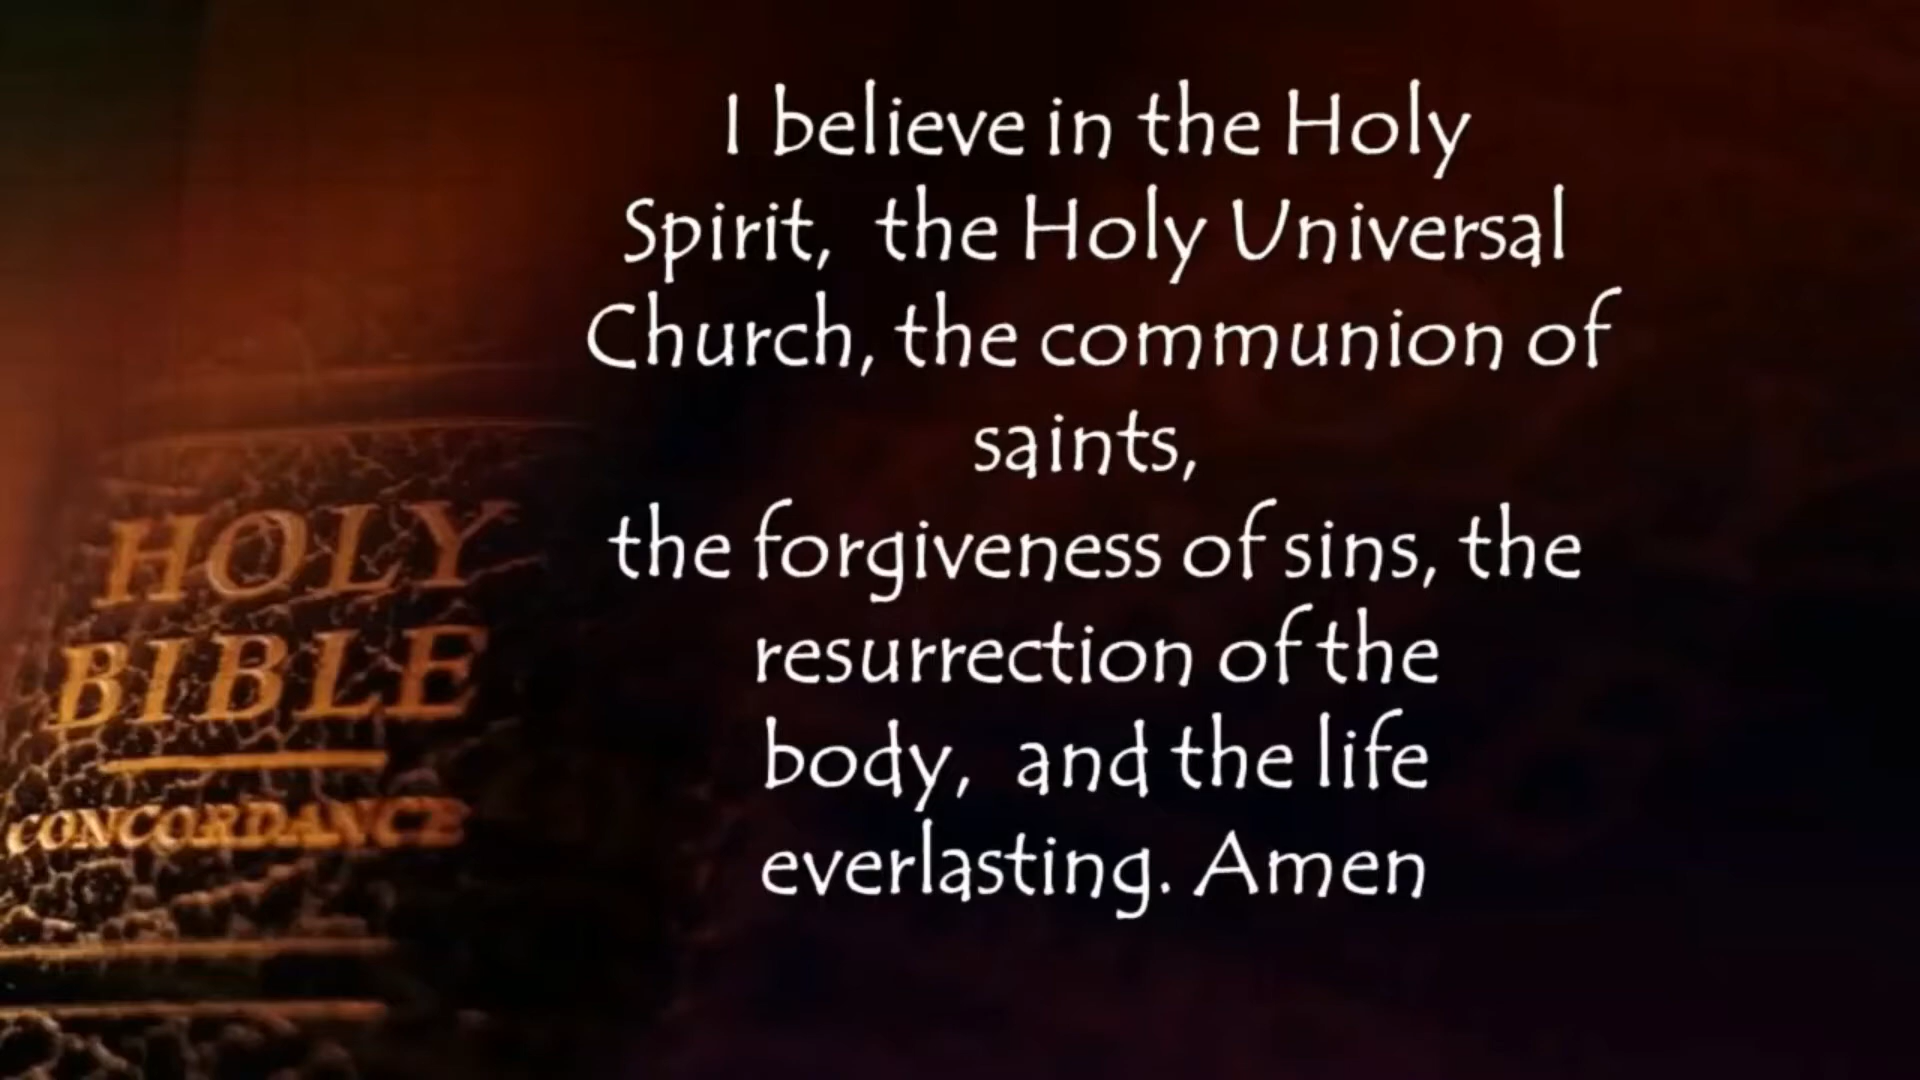 I believe in the Holy
Spirit, the Holy Universal
Church, the communion of
saints,
the forgiveness of sins, the
resurrection of the
body, and the life
everlasting. Amen
HOLY
BIBLE
CONCORDANCE